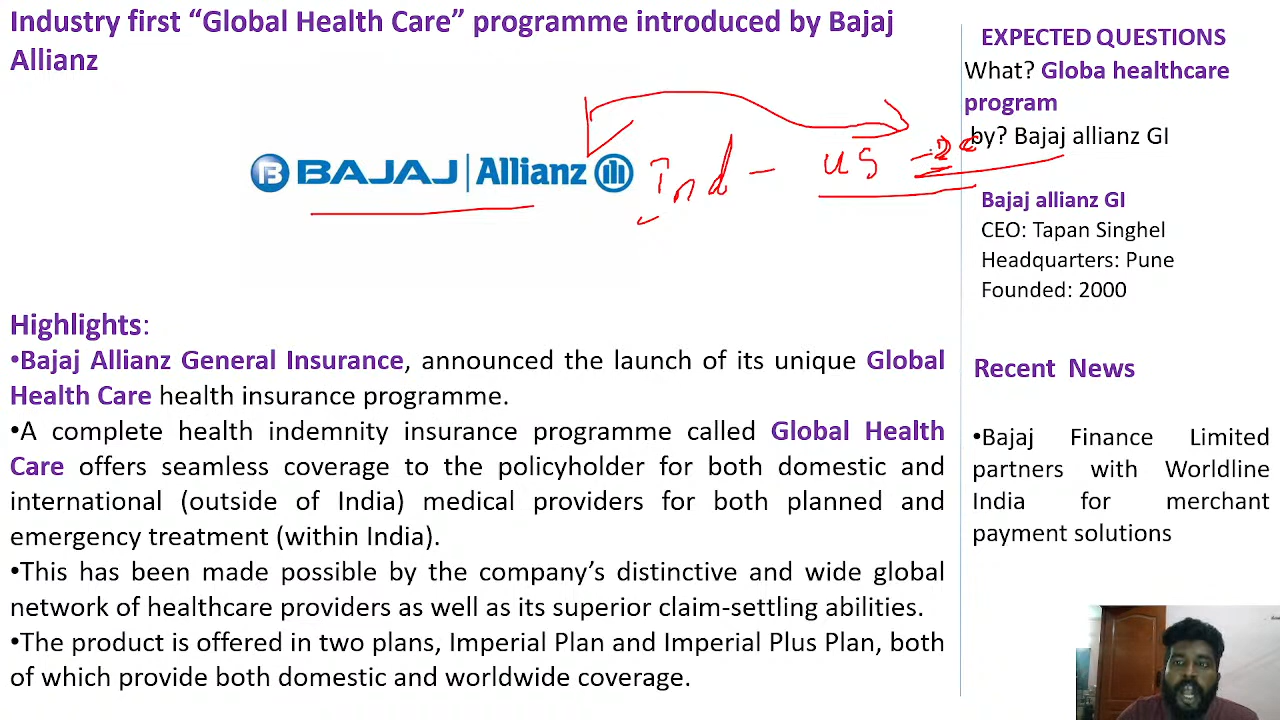 Industry first “Global Health Care” programme introduced by Bajaj
Allianz
BAJAJ Allianz
Ind - US -
Highlights:
•Bajaj Allianz General Insurance, announced the launch of its unique Global
Health Care health insurance programme.
•A complete health indemnity insurance programme called Global Health
Care offers seamless coverage to the policyholder for both domestic and
international (outside of India) medical providers for both planned and
emergency treatment (within India).
•This has been made possible by the company’s distinctive and wide global
network of healthcare providers as well as its superior claim-settling abilities.
•The product is offered in two plans, Imperial Plan and Imperial Plus Plan, both
of which provide both domestic and worldwide coverage.
EXPECTED QUESTIONS
What? Globa healthcare
program
by? Bajaj allianz GI
Bajaj allianz GI
CEO: Tapan Singhel
Headquarters: Pune
Founded: 2000
Recent News
•Bajaj Finance Limited
partners with Worldline
India for merchant
payment solutions